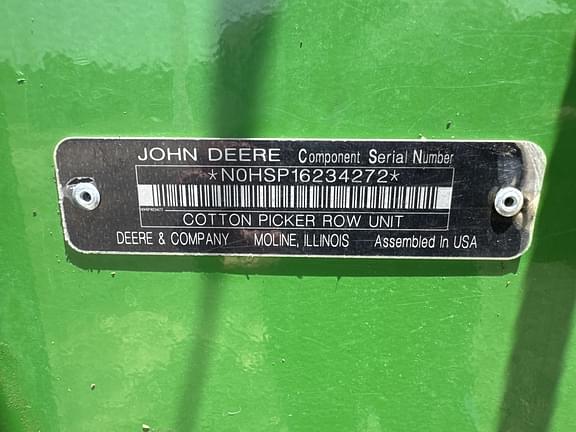 JOHN DEERE Component Serial Number
*N0HSP16234272*
COTTON PICKER ROW UNIT
DEERE & COMPANY MOLINE, ILLINOIS Assembled In USA